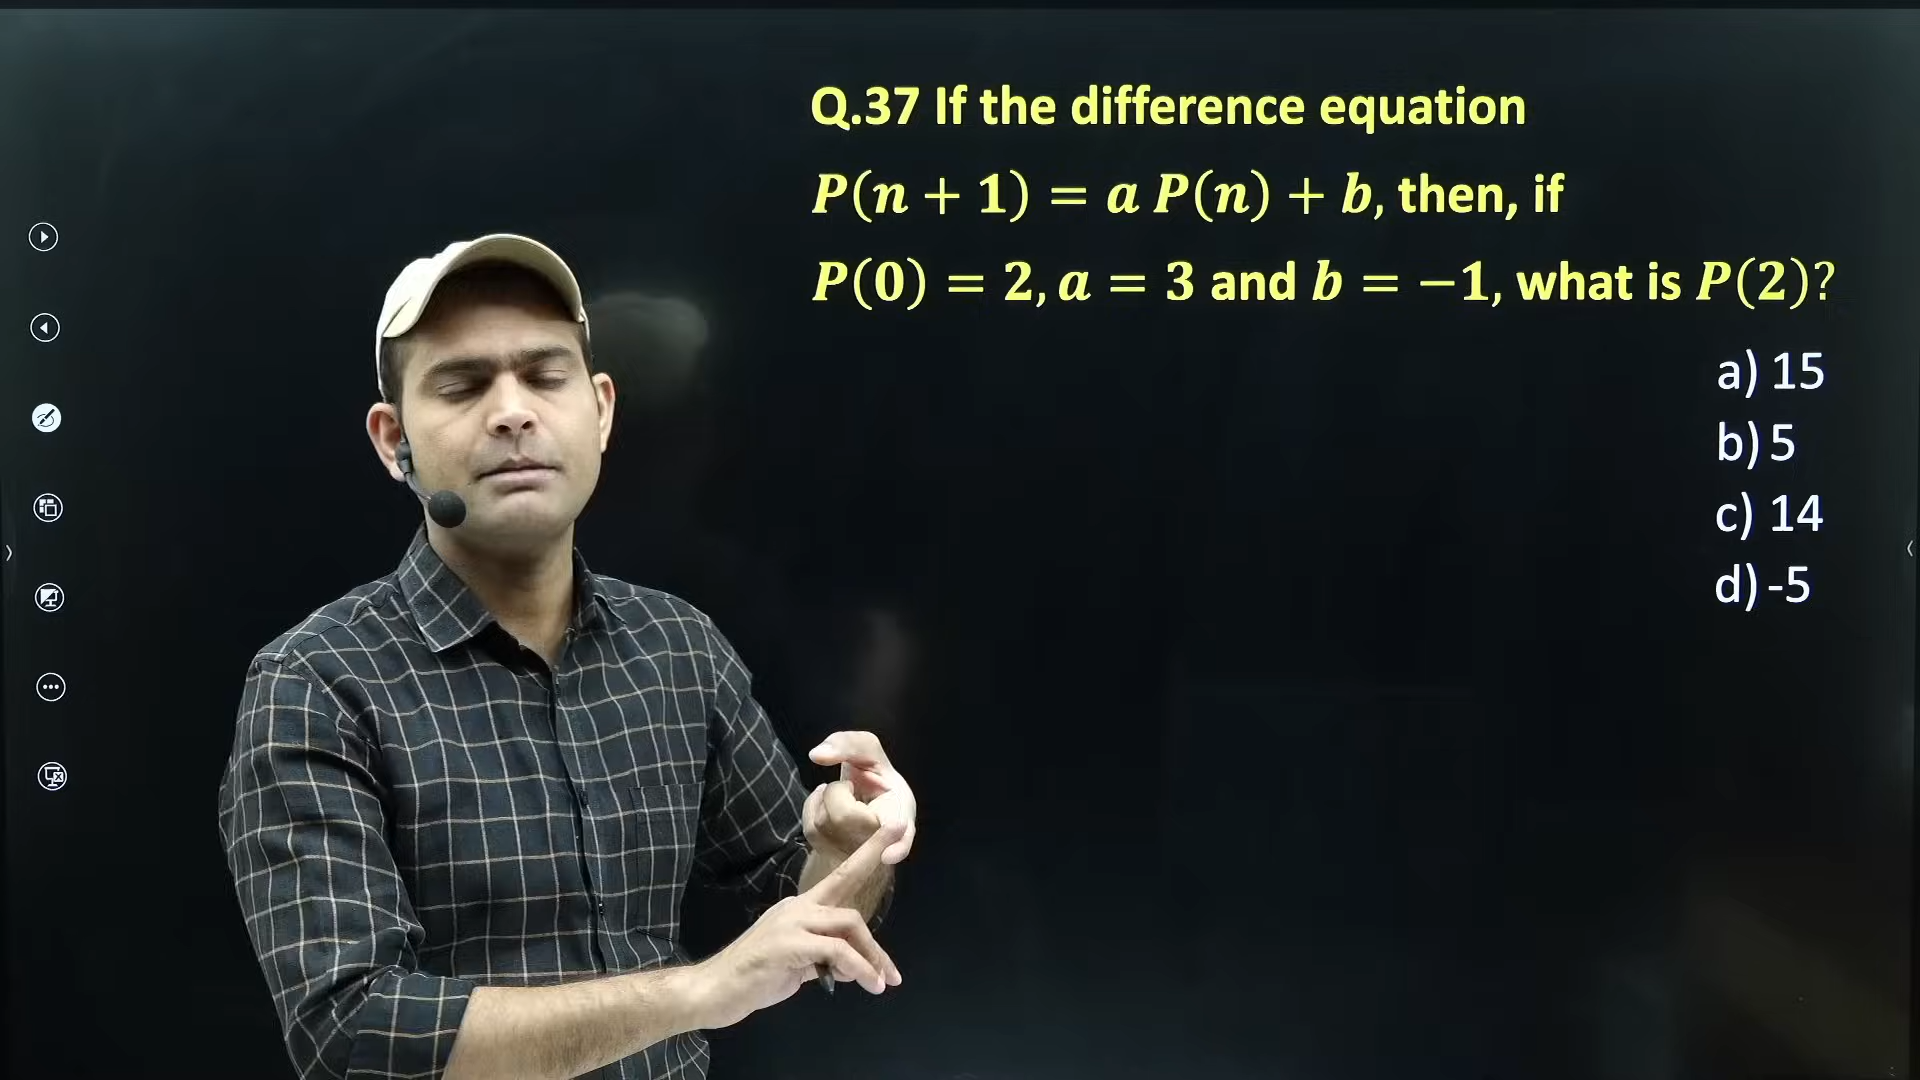 Q.37 If the difference equation
P(n + 1) = a P(n) + b, then, if
P(0) = 2, a = 3 and b = −1, what is P(2)?
a) 15
b) 5
c) 14
d) -5